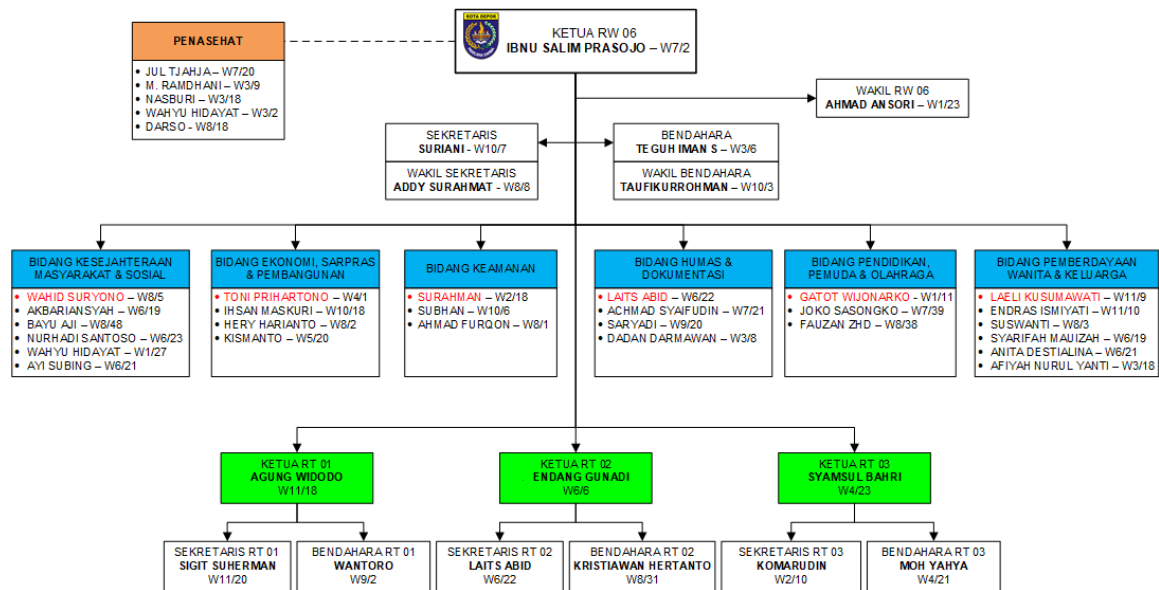 KOTA DEPOK
KETUA RW 06
IBNU SALIM PRASOJO – W7/2
PENASEHAT
• JUL TJAHJA – W7/20
• M. RAMDHANI – W3/9
• NASBURI – W3/18
• WAHYU HIDAYAT – W3/2
• DARSO - W8/18
WAKIL RW 06
AHMAD ANSORI – W1/23
SEKRETARIS
SURIANI - W10/7
WAKIL SEKRETARIS
ADDY SURAHMAT - W8/8
BENDAHARA
TEGUH IMAN S – W3/6
WAKIL BENDAHARA
TAUFIKURROHMAN – W10/3
BIDANG KESEJAHTERAAN
MASYARAKAT & SOSIAL
• WAHID SURYONO – W8/5
• AKBARIANSYAH – W6/19
• BAYU AJI – W8/48
• NURHADI SANTOSO – W6/23
• WAHYU HIDAYAT – W1/27
• AYI SUBING – W6/21
BIDANG EKONOMI, SARPRAS
& PEMBANGUNAN
• TONI PRIHARTONO – W4/1
• IHSAN MASKURI – W10/18
• HERY HARIANTO – W8/2
• KISMANTO – W5/20
BIDANG KEAMANAN
• SURAHMAN – W2/18
• SUBHAN – W10/6
• AHMAD FURQON – W8/1
BIDANG HUMAS &
DOKUMENTASI
• LAITS ABID – W6/22
• ACHMAD SYAIFUDIN – W7/21
• SARYADI – W9/20
• DADAN DARMAWAN – W3/8
BIDANG PENDIDIKAN,
PEMUDA & OLAHRAGA
• GATOT WIJONARKO - W1/11
• JOKO SASONGKO – W7/39
• FAUZAN ZHD – W8/38
BIDANG PEMBERDAYAAN
WANITA & KELUARGA
• LAELI KUSUMAWATI – W11/9
• ENDRAS ISMIYATI – W11/10
• SUSWANTI – W8/3
• SYARIFAH MAUIZAH – W6/19
• ANITA DESTIALINA – W6/21
• AFIYAH NURUL YANTI – W3/18
KETUA RT 01
AGUNG WIDODO
W11/18
KETUA RT 02
ENDANG GUNADI
W6/6
KETUA RT 03
SYAMSUL BAHRI
W4/23
SEKRETARIS RT 01
SIGIT SUHERMAN
W11/20
BENDAHARA RT 01
WANTORO
W9/2
SEKRETARIS RT 02
LAITS ABID
W6/22
BENDAHARA RT 02
KRISTIAWAN HERTANTO
W8/31
SEKRETARIS RT 03
KOMARUDIN
W2/10
BENDAHARA RT 03
MOH YAHYA
W4/21